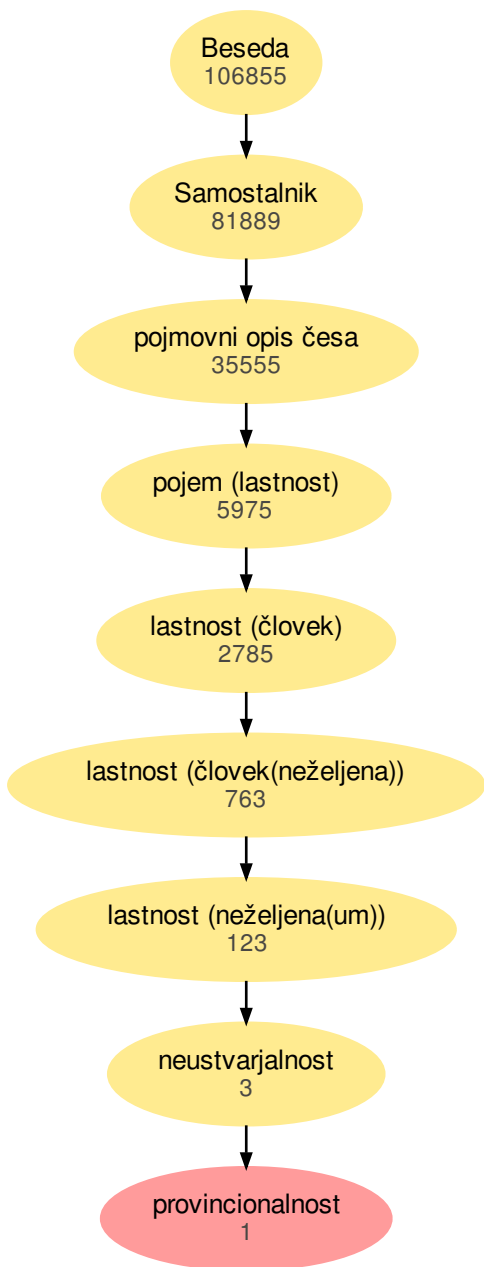 Beseda
106855
Samostalnik
81889
pojmovni opis česa
35555
pojem (lastnost)
5975
lastnost (človek)
2785
lastnost (človek(neželjena))
763
lastnost (neželjena(um))
123
neustvarjalnost
3
provincionalnost
1